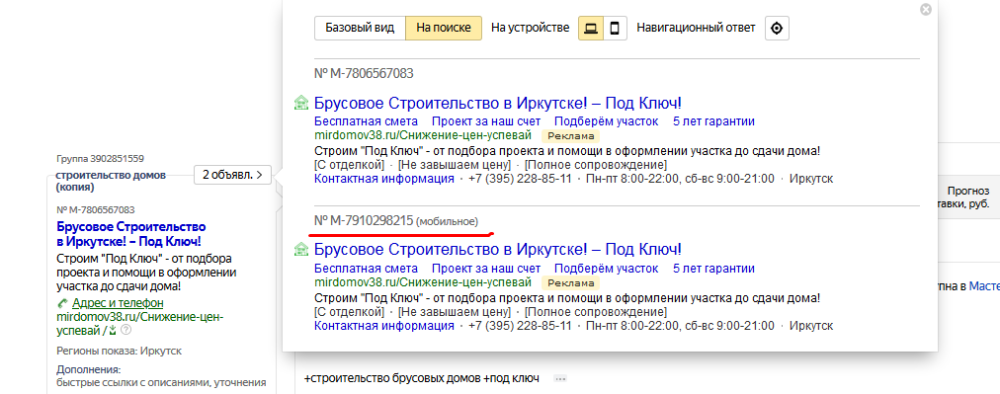 Базовый вид На поиске На устройстве Навигационный ответ
№ M-7806567083
Брусовое Строительство в Иркутске! – Под Ключ!
Бесплатная смета Проект за наш счет Подберём участок 5 лет гарантии
mirdomov38.ru/Снижение-цен-успевай Реклама
Строим "Под Ключ" - от подбора проекта и помощи в оформлении участка до сдачи дома!
[С отделкой] · [Не завышаем цену] · [Полное сопровождение]
Контактная информация · +7 (395) 228-85-11 · Пн-пт 8:00-22:00, сб-вс 9:00-21:00 · Иркутск
№ M-7910298215 (мобильное)
Брусовое Строительство в Иркутске! – Под Ключ!
Бесплатная смета Проект за наш счет Подберём участок 5 лет гарантии
mirdomov38.ru/Снижение-цен-успевай Реклама
Строим "Под Ключ" - от подбора проекта и помощи в оформлении участка до сдачи дома!
[С отделкой] · [Не завышаем цену] · [Полное сопровождение]
Контактная информация · +7 (395) 228-85-11 · Пн-пт 8:00-22:00, сб-вс 9:00-21:00 · Иркутск
Группа 3902851559
строительство домов
(копия)
2 объявл. >
№ M-7806567083
Брусовое Строительство
в Иркутске! – Под Ключ!
Строим "Под Ключ" - от подбора
проекта и помощи в оформлении
участка до сдачи дома!
Адрес и телефон
mirdomov38.ru/Снижение-цен-
успевай /
Регионы показа: Иркутск
Дополнения:
быстрые ссылки с описаниями, уточнения
Прогноз
тавки, руб.
пна в Масте
+строительство брусовых домов +под ключ ...